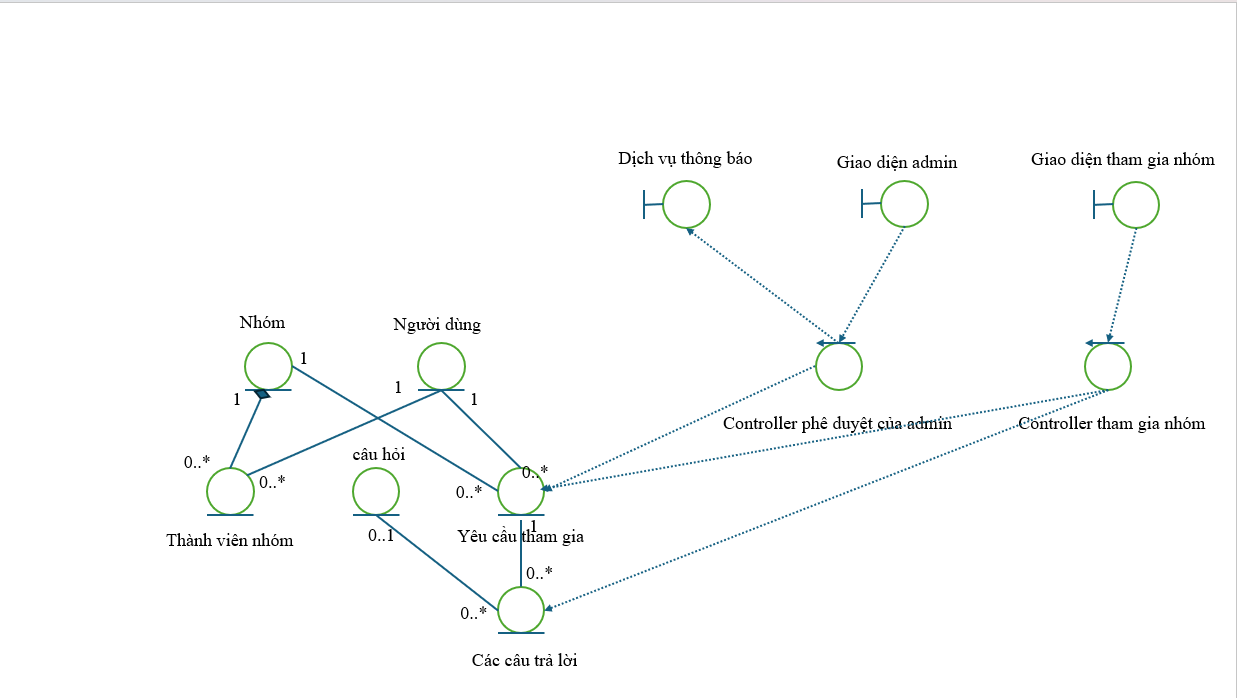 Dịch vụ thông báo
Giao diện admin
Giao diện tham gia nhóm
Nhóm
Người dùng
1
1
1
1
Controller phê duyệt của admin
Controller tham gia nhóm
câu hỏi
0..*
0..*
0..*
0..*
Thành viên nhóm
0..1
Yêu cầu tham gia
1
0..*
0..*
Các câu trả lời